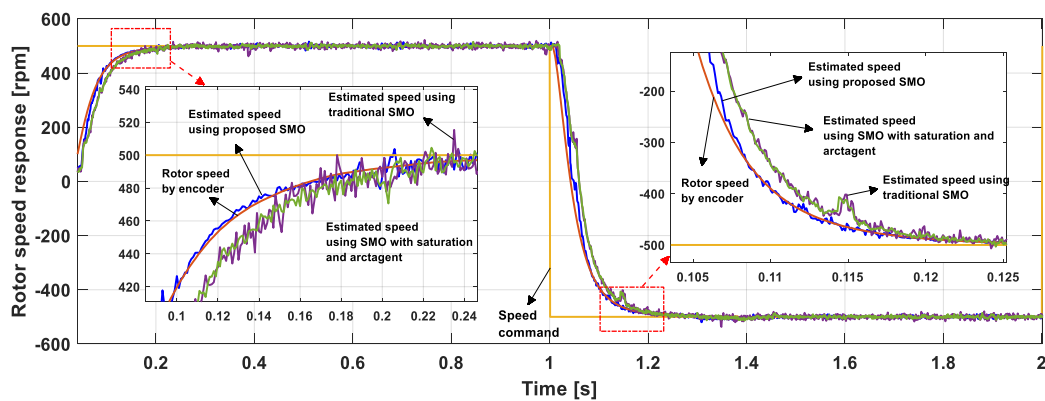 Rotor speed response [rpm]
600
400
200
0
-200
-400
-600
0.2
0.4
0.6
0.8
1
1.2
1.4
1.6
1.8
2
Time [s]
540
520
500
480
460
440
420
0.1
0.12
0.14
0.16
0.18
0.2
0.22
0.24
Estimated speed
using proposed SMO
Estimated speed using
traditional SMO
Rotor speed
by encoder
Estimated speed
using SMO with saturation
and arctagent
Speed
command
-200
-300
-400
-500
0.105
0.11
0.115
0.12
0.125
Estimated speed
using proposed SMO
Estimated speed
using SMO with saturation and
arctagent
Rotor speed
by encoder
Estimated speed using
traditional SMO